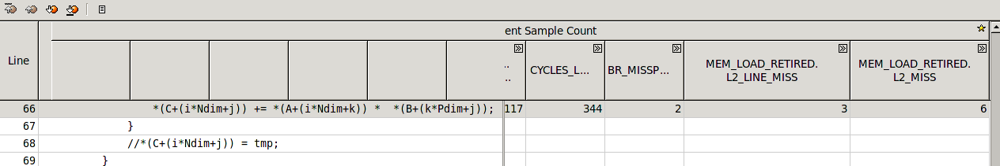 ent Sample Count
Line
..
..
CYCLES_L...
BR_MISSP...
MEM_LOAD_RETIRED.
L2_LINE_MISS
MEM_LOAD_RETIRED.
L2_MISS
66 *(C+(i*Ndim+j)) += *(A+(i*Ndim+k)) * *(B+(k*Pdim+j)); 117 344 2 3 6
67 }
68 //*(C+(i*Ndim+j)) = tmp;
69 }